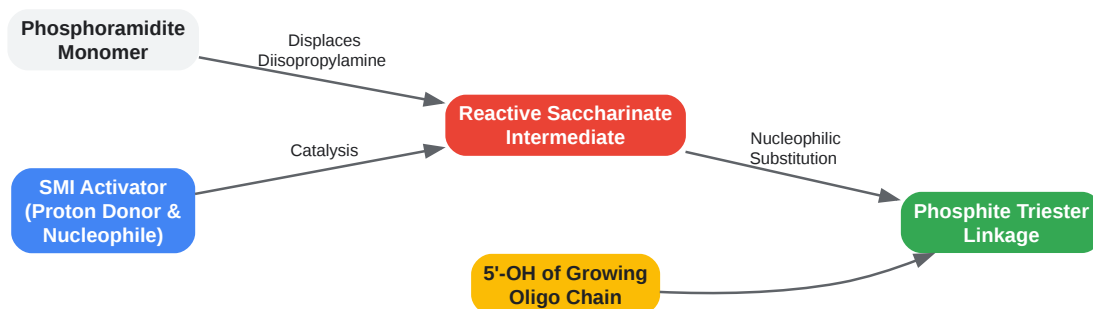 Phosphoramidite
Monomer
Displaces
Diisopropylamine
Reactive Saccharinate
Intermediate
Catalysis
SMI Activator
(Proton Donor &
Nucleophile)
Nucleophilic
Substitution
Phosphite Triester
Linkage
5'-OH of Growing
Oligo Chain